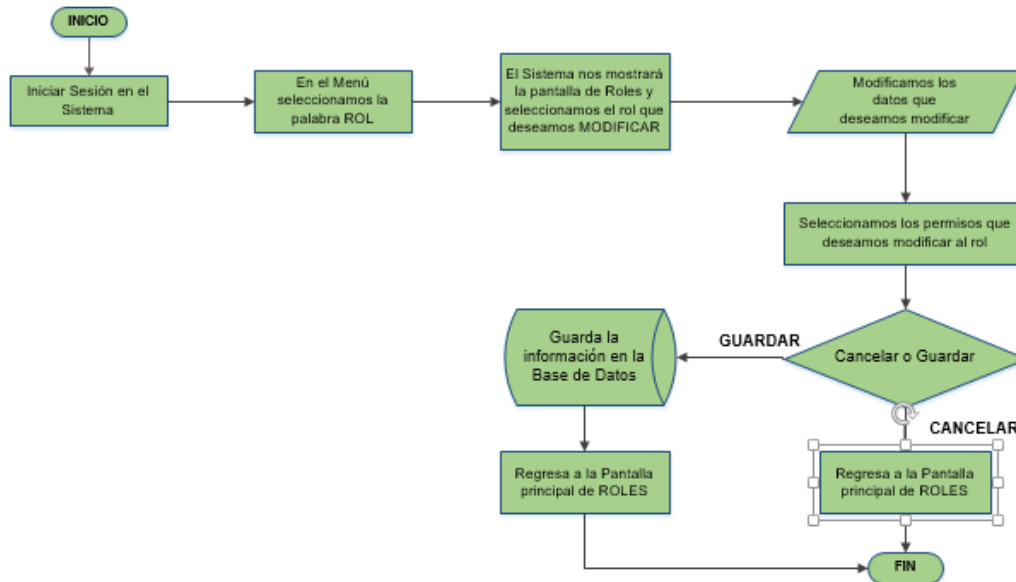 INICIO
Iniciar Sesión en el
Sistema
En el Menú
seleccionamos la
palabra ROL
El Sistema nos mostrará
la pantalla de Roles y
seleccionamos el rol que
deseamos MODIFICAR
Modificamos los
datos que
deseamos modificar
Seleccionamos los permisos que
deseamos modificar al rol
Cancelar o Guardar
GUARDAR
Guarda la
información en la
Base de Datos
CANCELAR
Regresa a la Pantalla
principal de ROLES
Regresa a la Pantalla
principal de ROLES
FIN